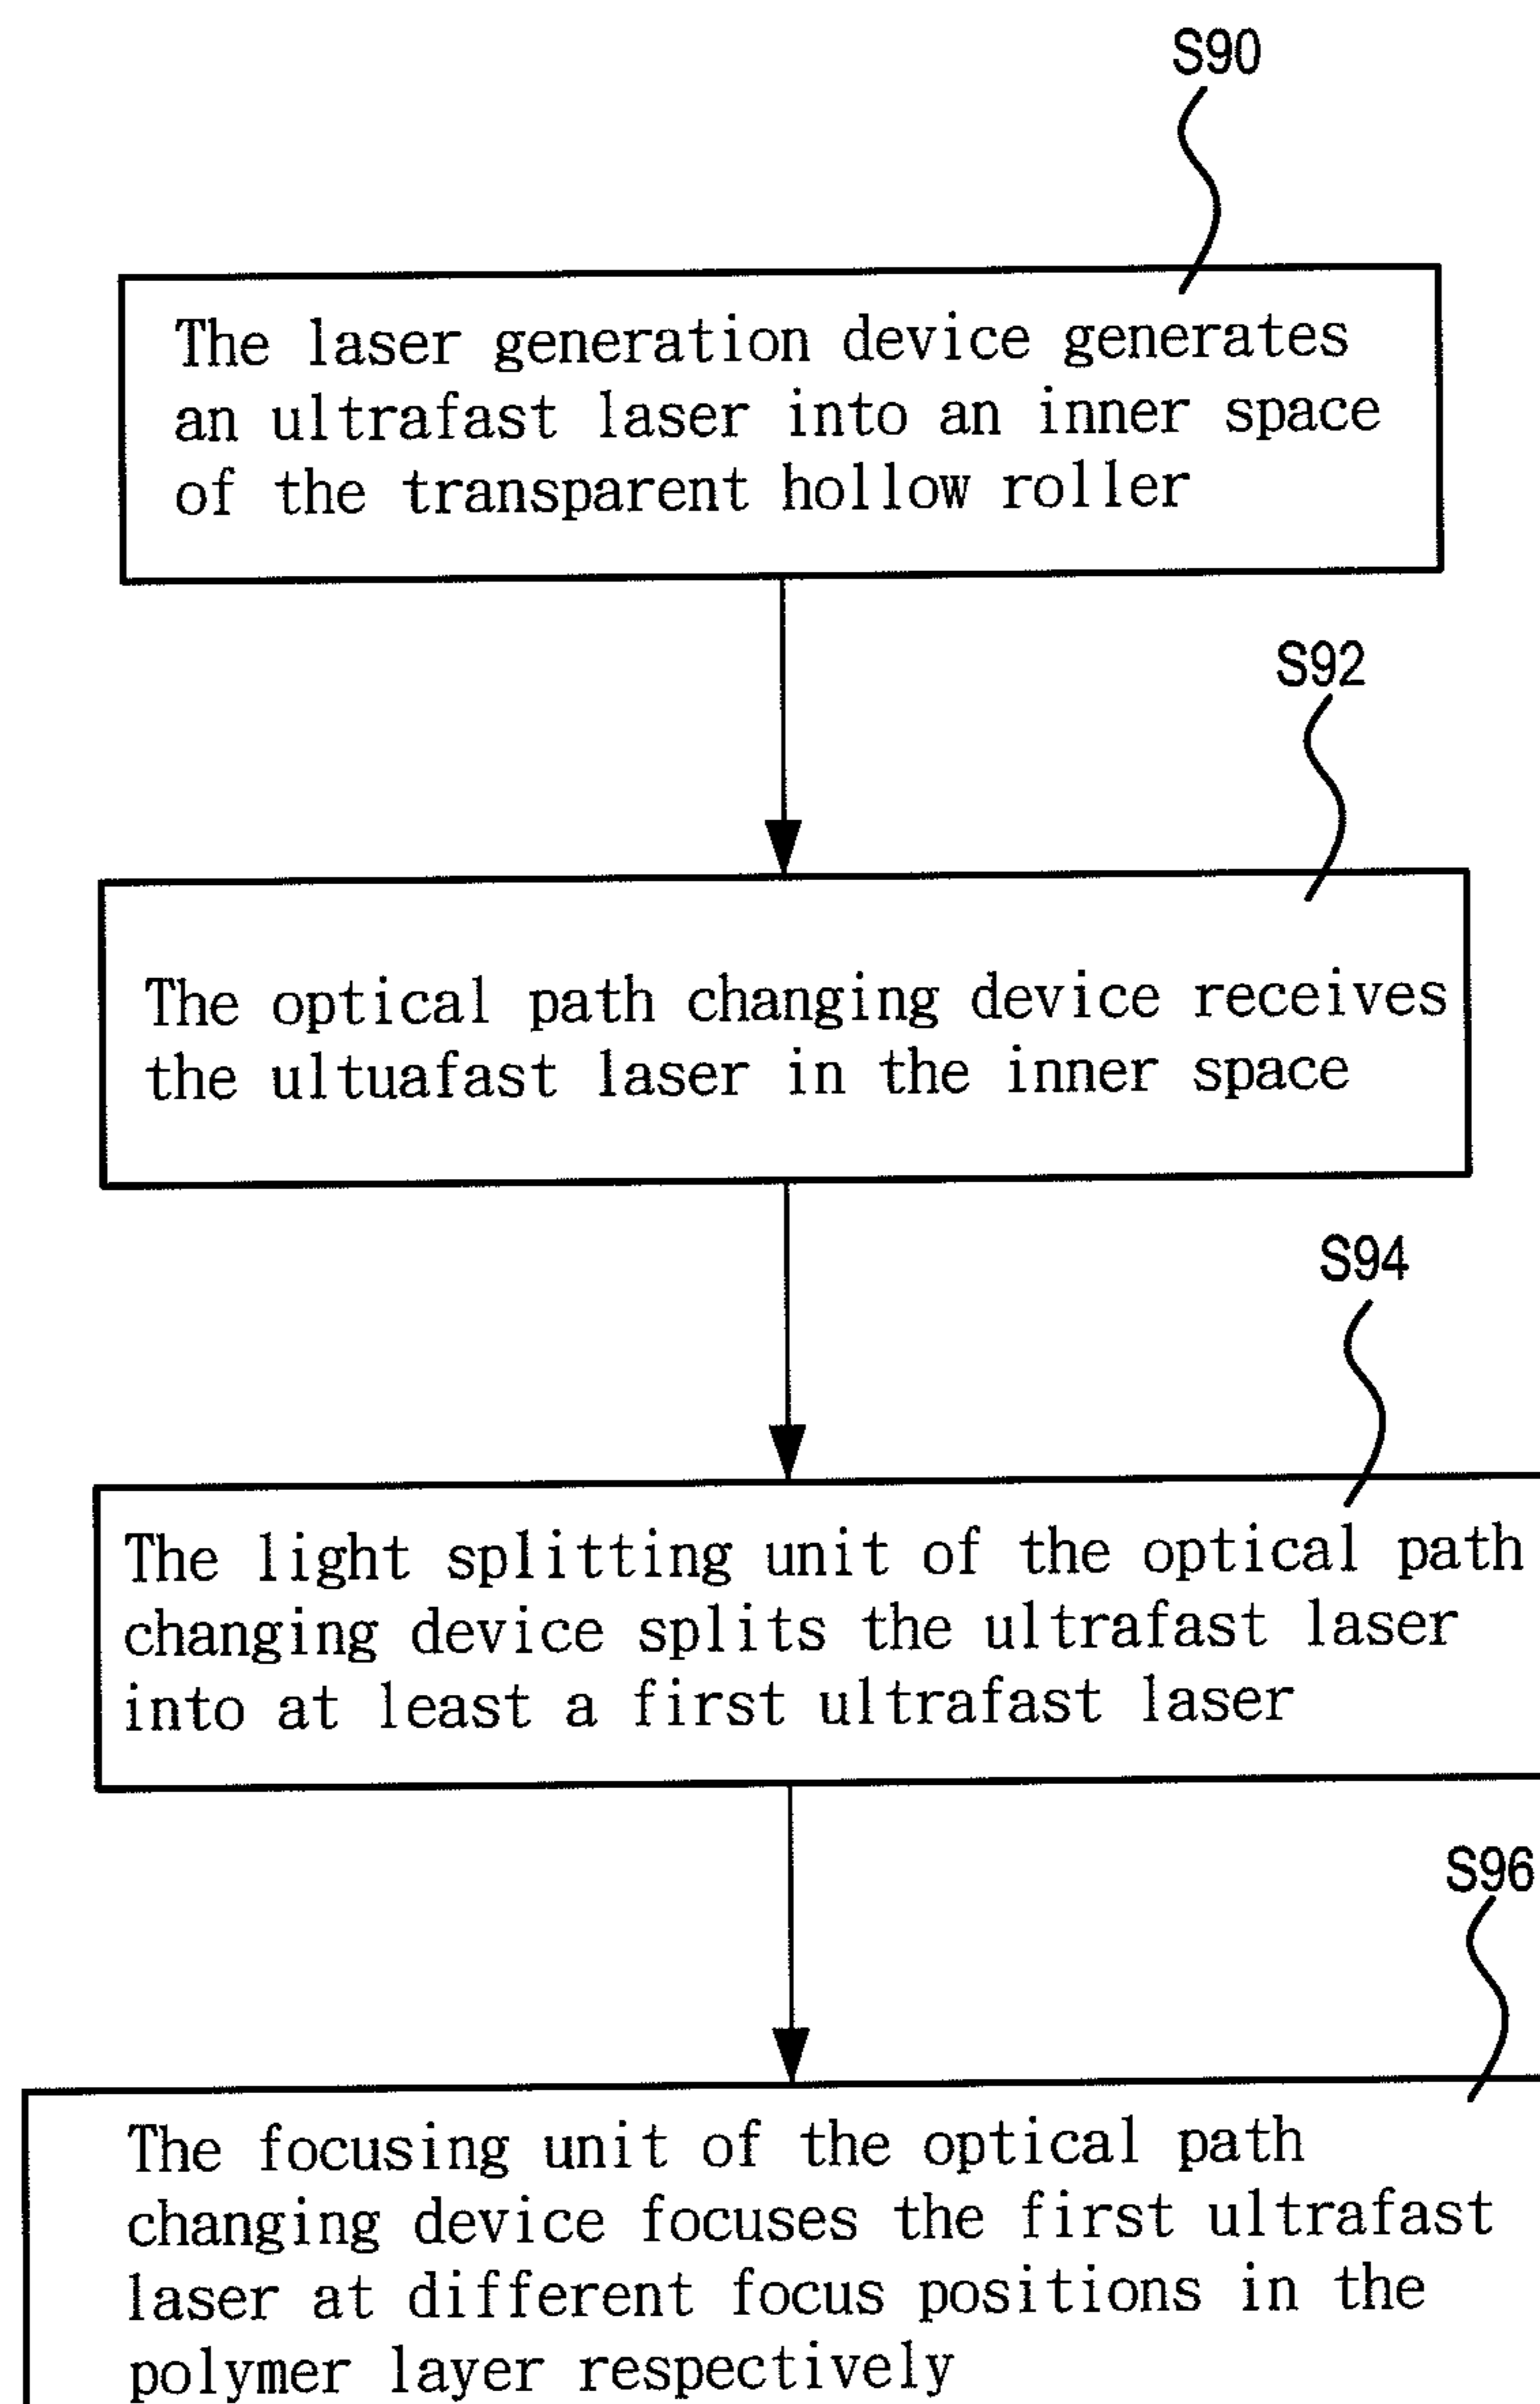 S90
The laser generation device generates
an ultrafast laser into an inner space
of the transparent hollow roller
S92
The optical path changing device receives
the ultuafast laser in the inner space
S94
The light splitting unit of the optical path
changing device splits the ultrafast laser
into at least a first ultrafast laser
S96
The focusing unit of the optical path
changing device focuses the first ultrafast
laser at different focus positions in the
polymer layer respectively